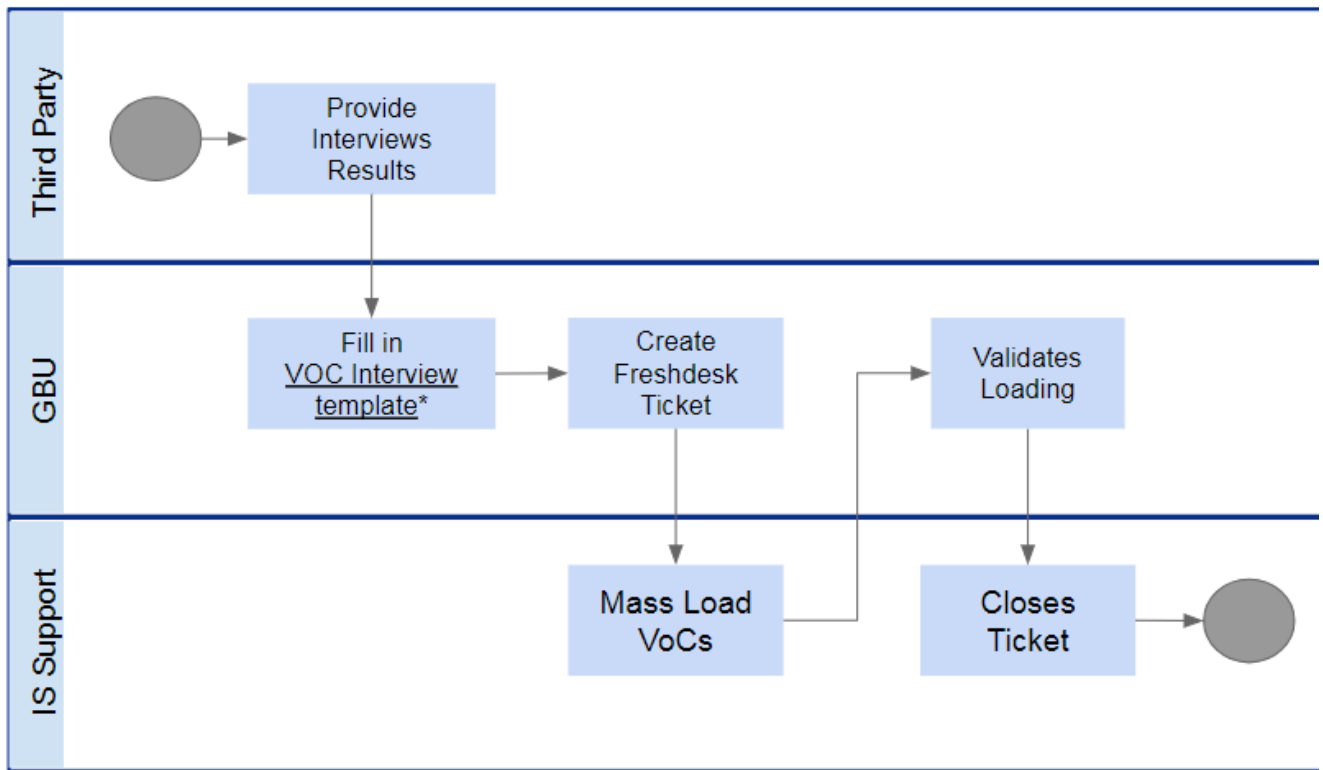 Third Party
Provide
Interviews
Results
GBU
Fill in
VOC Interview
template*
Create
Freshdesk
Ticket
Validates
Loading
IS Support
Mass Load
VoCs
Closes
Ticket